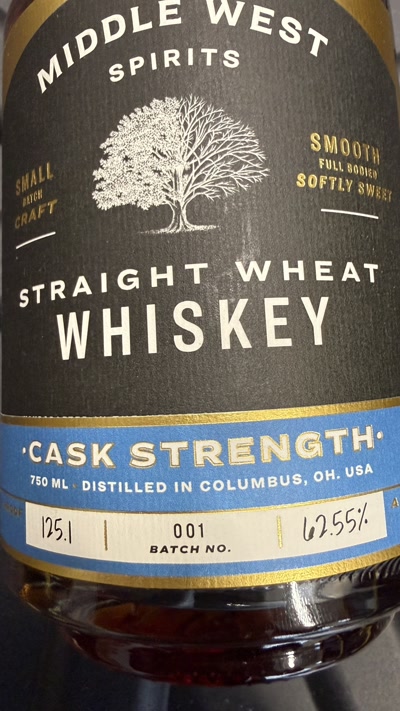 MIDDLE WEST
SPIRITS
SMALL
BATCH
CRAFT
SMOOTH
FULL BODIED
SOFTLY SWEET
STRAIGHT WHEAT
WHISKEY
·CASK STRENGTH·
750 ML · DISTILLED IN COLUMBUS, OH. USA
125.1 | 001 | 62.55%
BATCH NO.